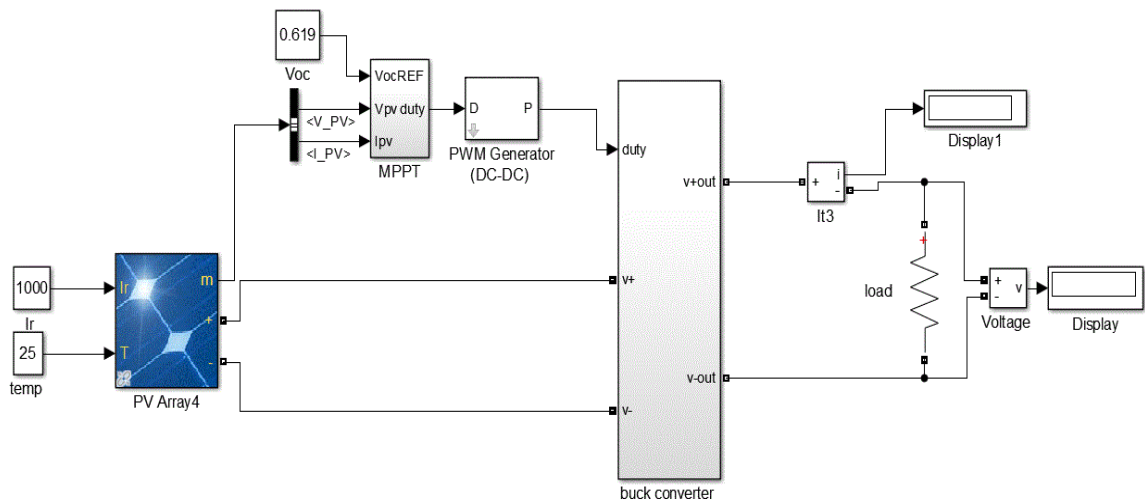 0.619
Voc
VocREF
Vpv duty
Ipv
MPPT
<V_PV>
<I_PV>
D P
PWM Generator
(DC-DC)
duty
v+out
v+
v-out
v-
buck converter
1000
Ir
25
temp
Ir
T
m
+
-
PV Array4
+
i
-
It3
Display1
+
load
+
-
v
Voltage
Display